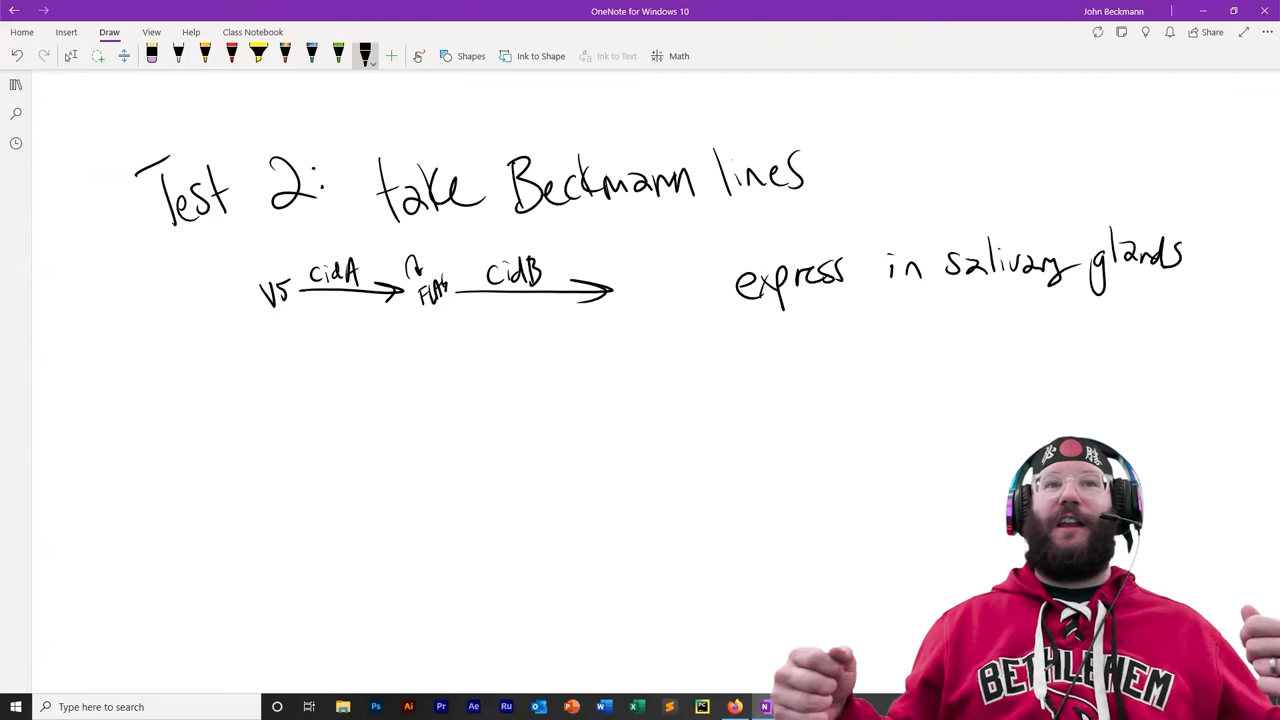 OneNote for Windows 10
John Beckmann
Home Insert Draw View Help Class Notebook
Shapes Ink to Shape Ink to Text Math Share
Test 2: take Beckmann lines
V5 cidA FLAG cidB
express in salivary glands
BETHLEHEM
Type here to search